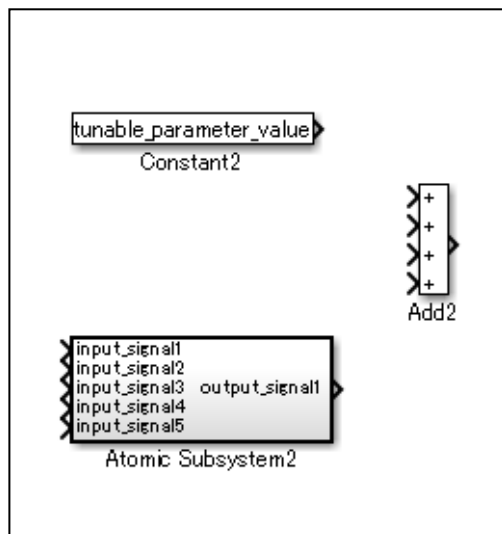 tunable_parameter_value
Constant2
+
+
+
+
Add2
input_signal1
input_signal2
input_signal3 output_signal1
input_signal4
input_signal5
Atomic Subsystem2